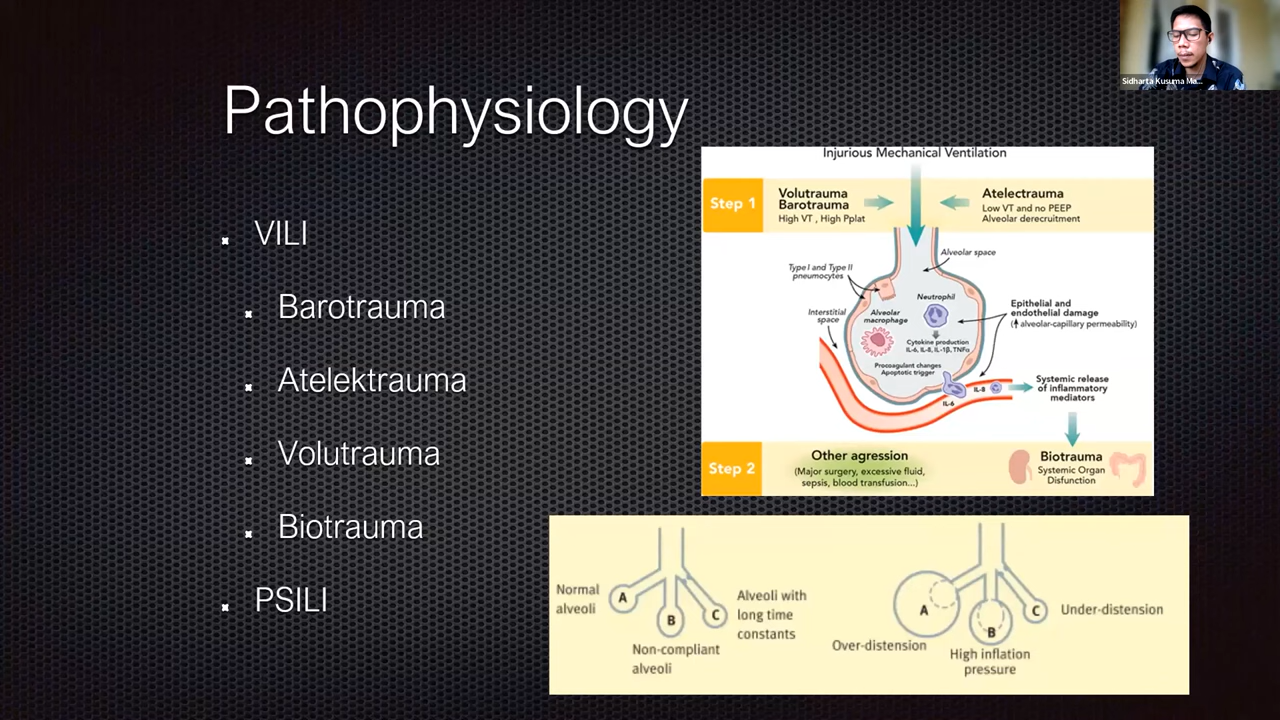 Sidharta Kusuma Ma...
Pathophysiology
VILI
Barotrauma
Atelektrauma
Volutrauma
Biotrauma
PSILI
Injurious Mechanical Ventilation
Step 1
Volutrauma
Barotrauma
High VT , High Pplat
Atelectrauma
Low VT and no PEEP
Alveolar derecruitment
Alveolar space
Type I and Type II
pneumocytes
Neutrophil
Interstitial
space
Alveolar
macrophage
Epithelial and
endothelial damage
(⬆ alveolar-capillary permeability)
Cytokine production
IL-6, IL-8, IL-1β, TNFα
Procoagulant changes
Apoptotic trigger
IL-8
IL-6
Systemic release
of inflammatory
mediators
Step 2
Other agression
(Major surgery, excessive fluid,
sepsis, blood transfusion...)
Biotrauma
Systemic Organ
Disfunction
Normal
alveoli
A
B
C
Alveoli with
long time
constants
Non-compliant
alveoli
A
B
C
Under-distension
Over-distension
High inflation
pressure